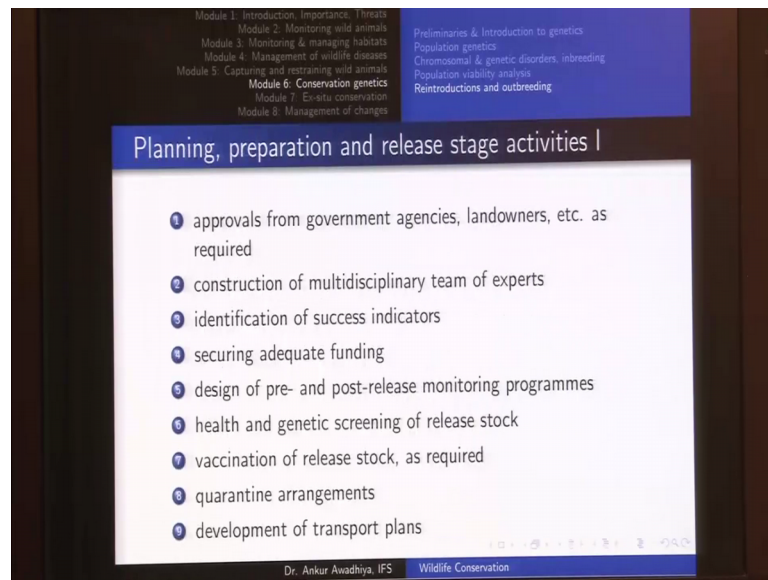 Module 1: Introduction, Importance, Threats
Module 2: Monitoring wild animals
Module 3: Monitoring & managing habitats
Module 4: Management of wildlife diseases
Module 5: Capturing and restraining wild animals
Module 6: Conservation genetics
Module 7: Ex-situ conservation
Module 8: Management of changes
Preliminaries & Introduction to genetics
Population genetics
Chromosomal & genetic disorders, inbreeding
Population viability analysis
Reintroductions and outbreeding
Planning, preparation and release stage activities I
1 approvals from government agencies, landowners, etc. as
required
2 construction of multidisciplinary team of experts
3 identification of success indicators
4 securing adequate funding
5 design of pre- and post-release monitoring programmes
6 health and genetic screening of release stock
7 vaccination of release stock, as required
8 quarantine arrangements
9 development of transport plans
Dr. Ankur Awadhiya, IFS Wildlife Conservation